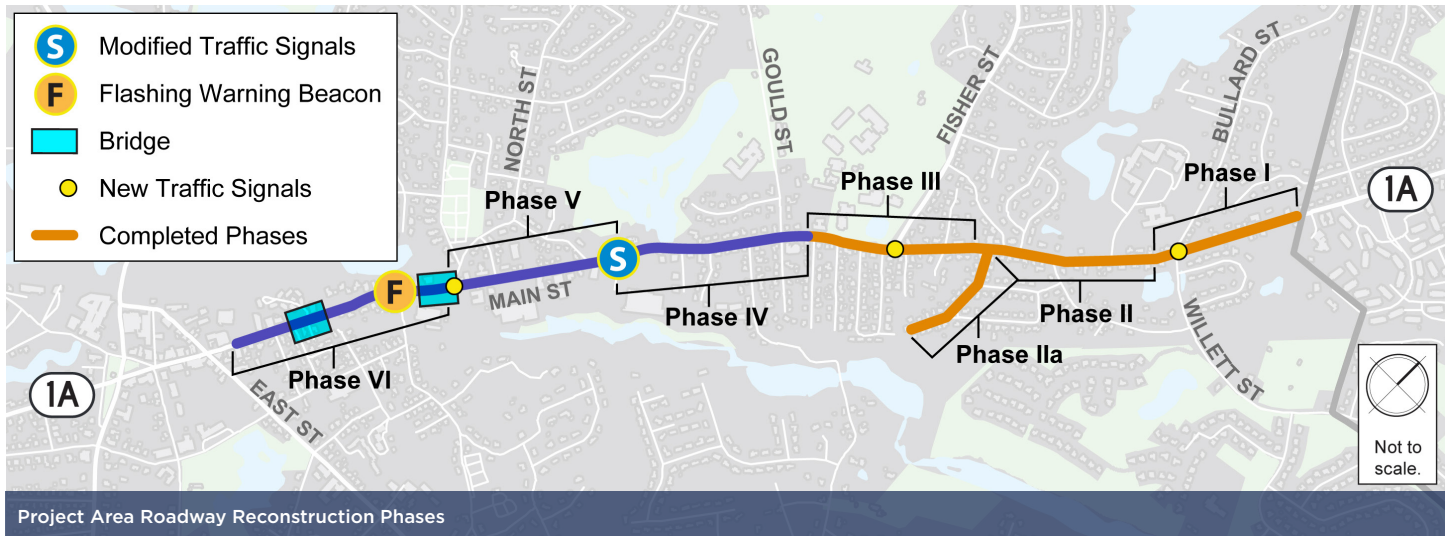 S Modified Traffic Signals
F Flashing Warning Beacon
Bridge
New Traffic Signals
Completed Phases
NORTH ST
GOULD ST
FISHER ST
BULLARD ST
Phase I
1A
Phase III
Phase V
S
F
MAIN ST
Phase IV
Phase II
Phase IIa
WILLETT ST
Phase VI
1A
EAST ST
Not to
scale.
Project Area Roadway Reconstruction Phases